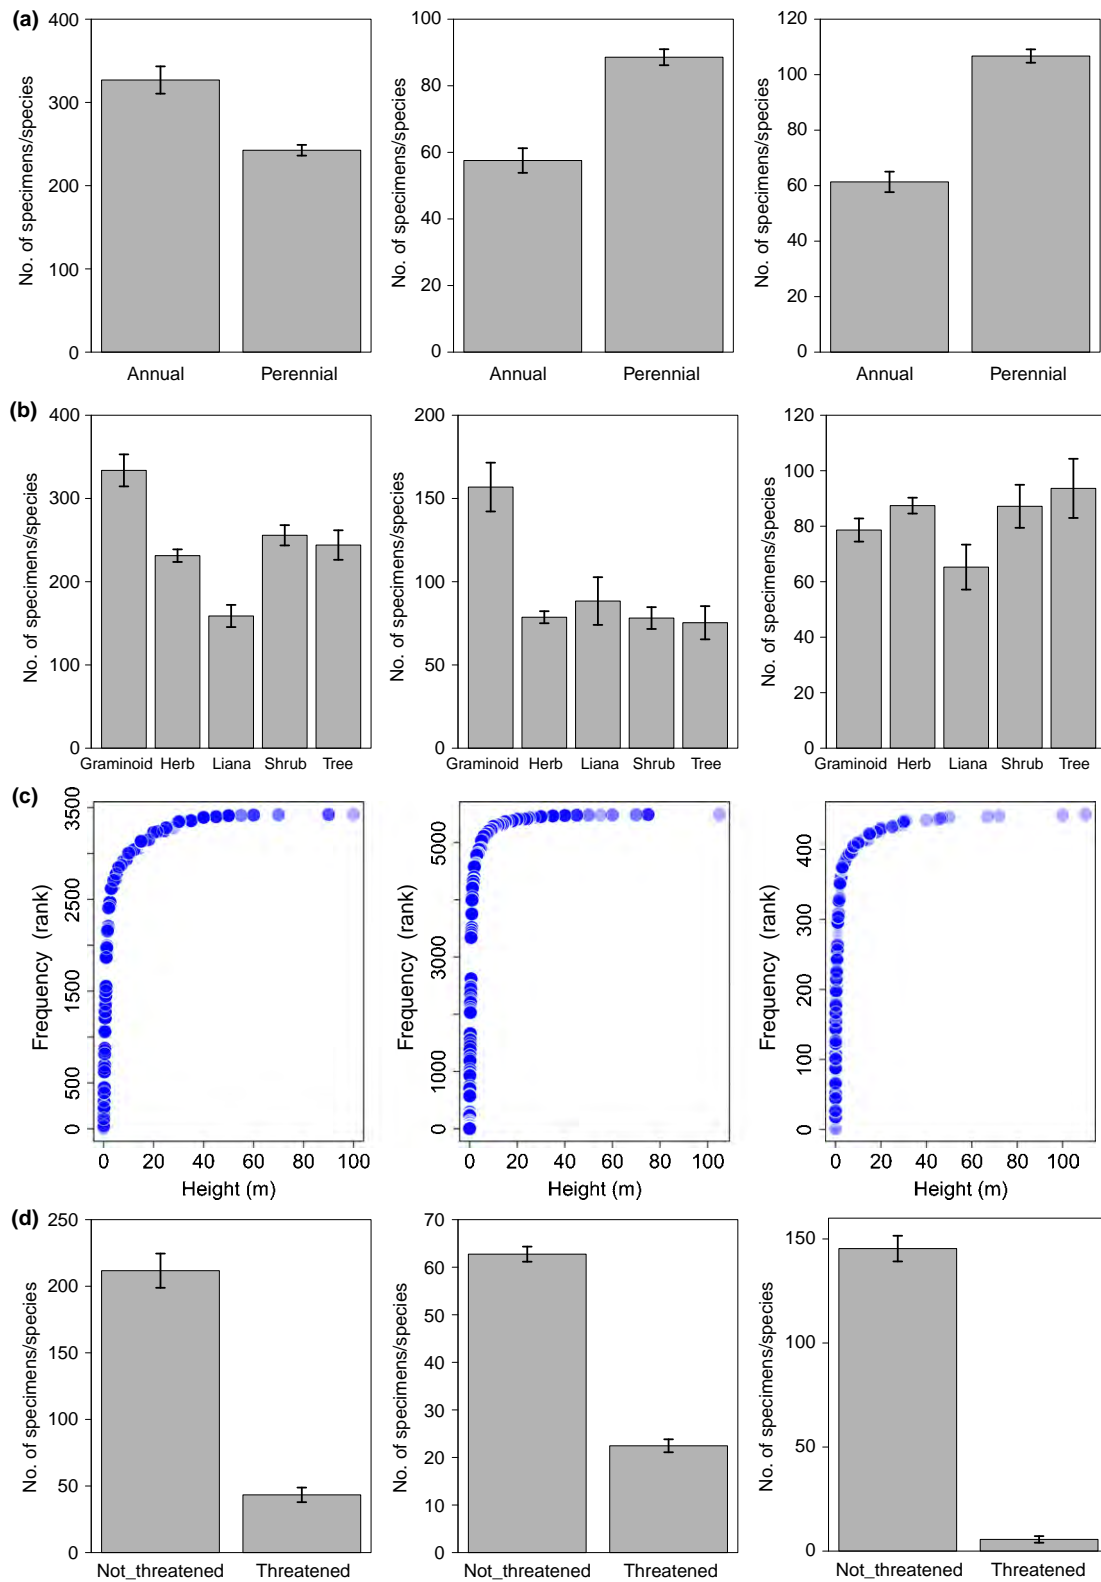 (a)
No. of specimens/species
400
300
200
100
0
Annual Perennial
No. of specimens/species
100
80
60
40
20
0
Annual Perennial
No. of specimens/species
120
100
80
60
40
20
0
Annual Perennial
(b)
No. of specimens/species
400
300
200
100
0
Graminoid Herb Liana Shrub Tree
No. of specimens/species
200
150
100
50
0
Graminoid Herb Liana Shrub Tree
No. of specimens/species
120
100
80
60
40
20
0
Graminoid Herb Liana Shrub Tree
(c)
Frequency (rank)
3500
2500
1500
500
0
0 20 40 60 80 100
Height (m)
Frequency (rank)
5000
3000
1000
0
0 20 40 60 80 100
Height (m)
Frequency (rank)
400
300
200
100
0
0 20 40 60 80 100
Height (m)
(d)
No. of specimens/species
250
200
150
100
50
0
Not_threatened Threatened
No. of specimens/species
70
60
50
40
30
20
10
0
Not_threatened Threatened
No. of specimens/species
150
100
50
0
Not_threatened Threatened